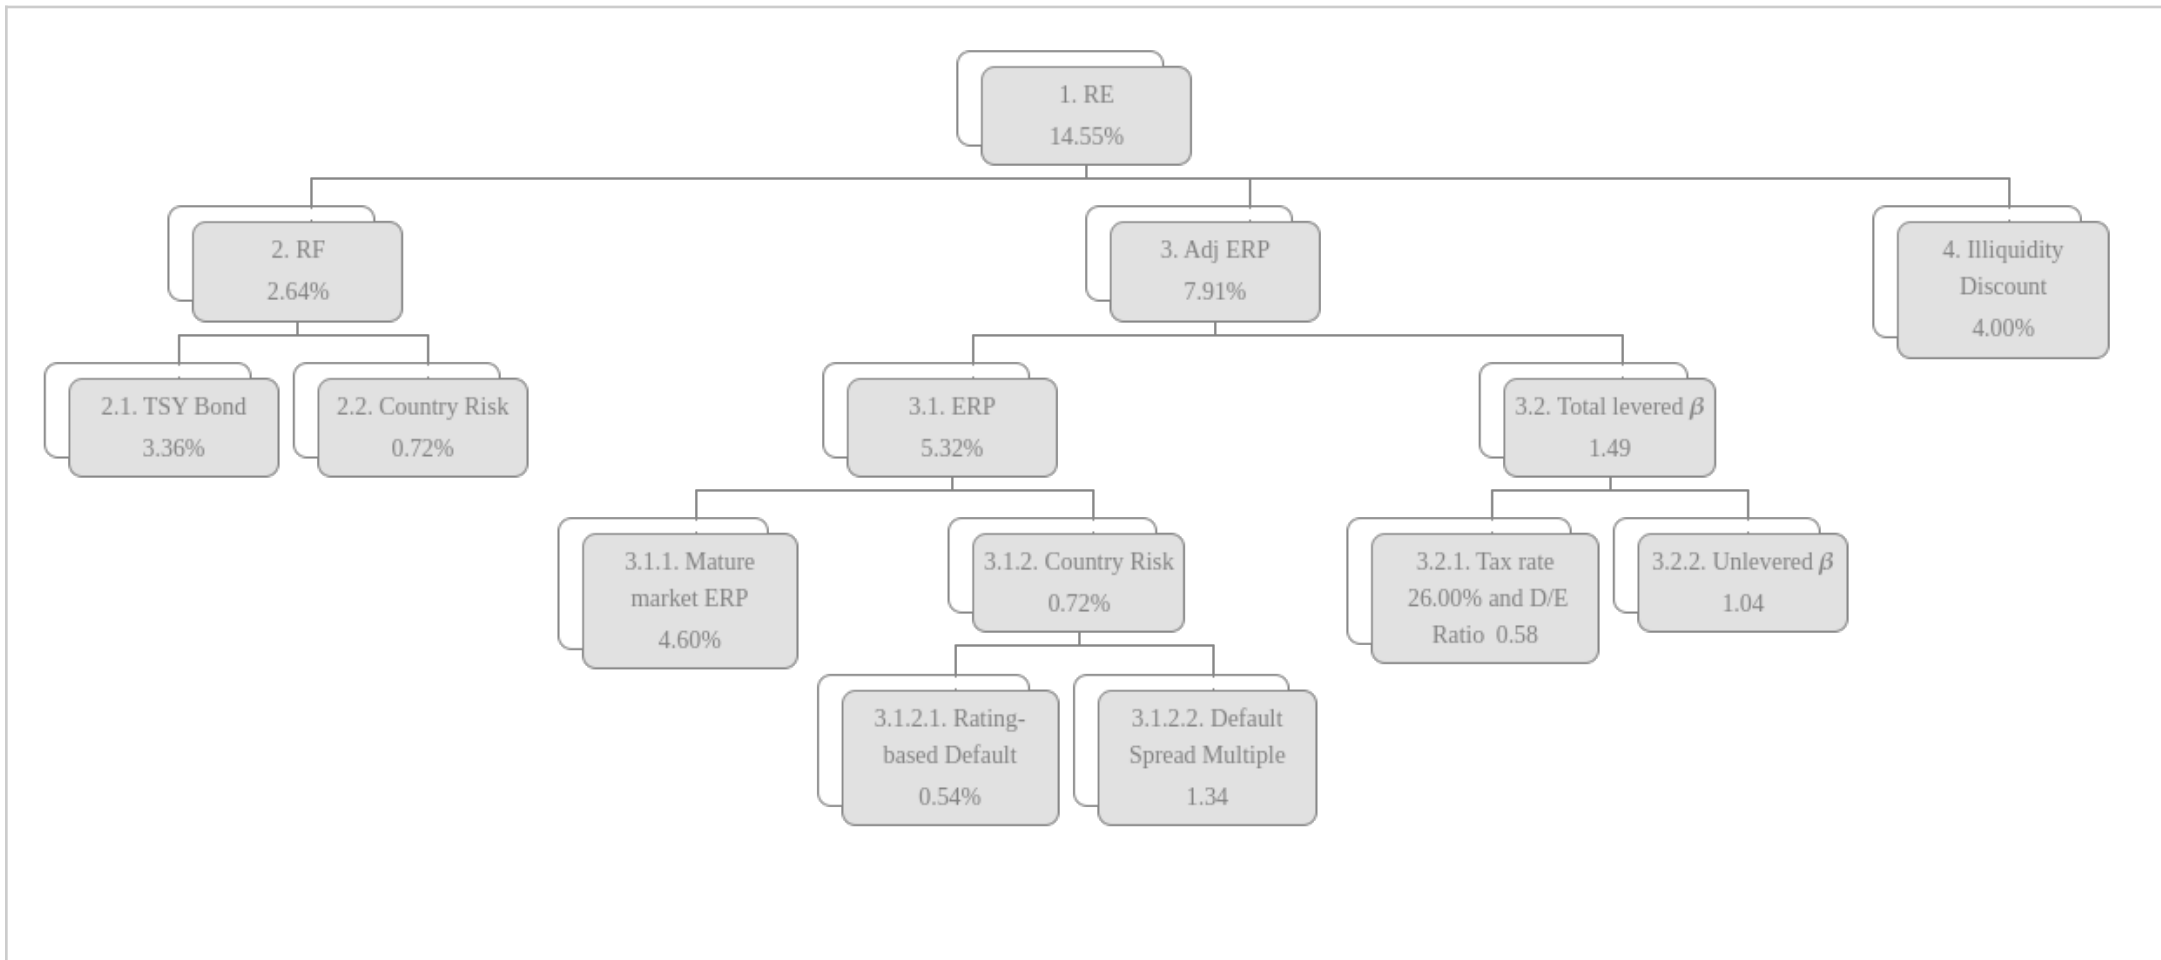 1. RE
14.55%
2. RF
2.64%
3. Adj ERP
7.91%
4. Illiquidity
Discount
4.00%
2.1. TSY Bond
3.36%
2.2. Country Risk
0.72%
3.1. ERP
5.32%
3.2. Total levered β
1.49
3.1.1. Mature
market ERP
4.60%
3.1.2. Country Risk
0.72%
3.2.1. Tax rate
26.00% and D/E
Ratio 0.58
3.2.2. Unlevered β
1.04
3.1.2.1. Rating-
based Default
0.54%
3.1.2.2. Default
Spread Multiple
1.34